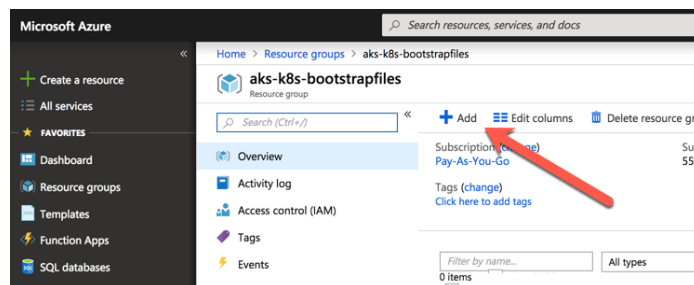 Microsoft Azure
Search resources, services, and docs
«
Create a resource
All services
FAVORITES
Dashboard
Resource groups
Templates
Function Apps
SQL databases
Home > Resource groups > aks-k8s-bootstrapfiles
aks-k8s-bootstrapfiles
Resource group
Search (Ctrl+/)
«
Overview
Activity log
Access control (IAM)
Tags
Events
Add
Edit columns
Delete resource gr
Subscription (change)
Su
Pay-As-You-Go
55
Tags (change)
Click here to add tags
Filter by name...
All types
0 items